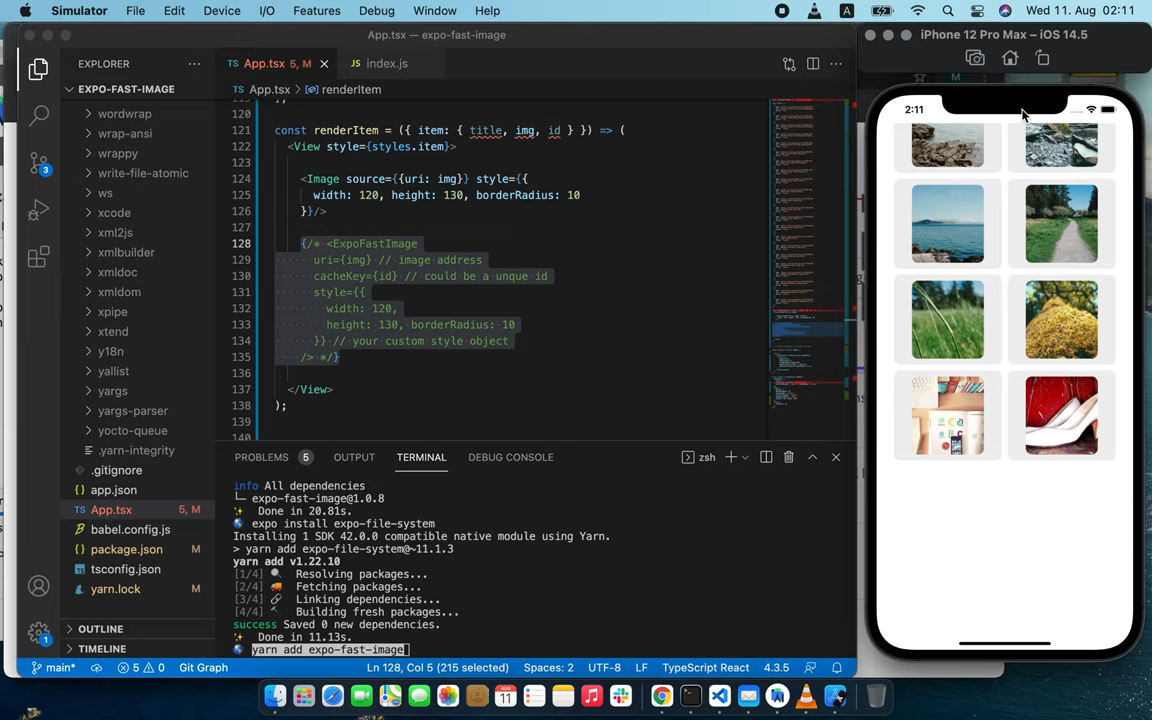 Simulator File Edit Device I/O Features Debug Window Help A Wed 11. Aug 02:11
App.tsx — expo-fast-image
iPhone 12 Pro Max – iOS 14.5
EXPLORER
TS App.tsx 5, M
JS index.js
EXPO-FAST-IMAGE
App.tsx > renderItem
wordwrap
wrap-ansi
wrappy
write-file-atomic
ws
xcode
xml2js
xmlbuilder
xmldoc
xmldom
xpipe
xtend
y18n
yallist
yargs
yargs-parser
yocto-queue
.yarn-integrity
.gitignore
{} app.json
TS App.tsx 5, M
babel.config.js
{} package.json M
tsconfig.json
yarn.lock M
OUTLINE
TIMELINE
3
1
120
121 const renderItem = ({ item: { title, img, id } }) => (
122 <View style={styles.item}>
123
124 <Image source={{uri: img}} style={{
125 width: 120, height: 130, borderRadius: 10
126 }}/>
127
128 {/* <ExpoFastImage
129 uri={img} // image address
130 cacheKey={id} // could be a unque id
131 style={{
132 width: 120,
133 height: 130, borderRadius: 10
134 }} // your custom style object
135 /> */}
136
137 </View>
138 );
139
140
PROBLEMS 5 OUTPUT TERMINAL DEBUG CONSOLE zsh
info All dependencies
└─ expo-fast-image@1.0.8
Done in 20.81s.
expo install expo-file-system
Installing 1 SDK 42.0.0 compatible native module using Yarn.
> yarn add expo-file-system@~11.1.3
yarn add v1.22.10
[1/4] Resolving packages...
[2/4] Fetching packages...
[3/4] Linking dependencies...
[4/4] Building fresh packages...
success Saved 0 new dependencies.
Done in 11.13s.
yarn add expo-fast-image
main* 5 0 Git Graph Ln 128, Col 5 (215 selected) Spaces: 2 UTF-8 LF TypeScript React 4.3.5
2:11
AUG
11